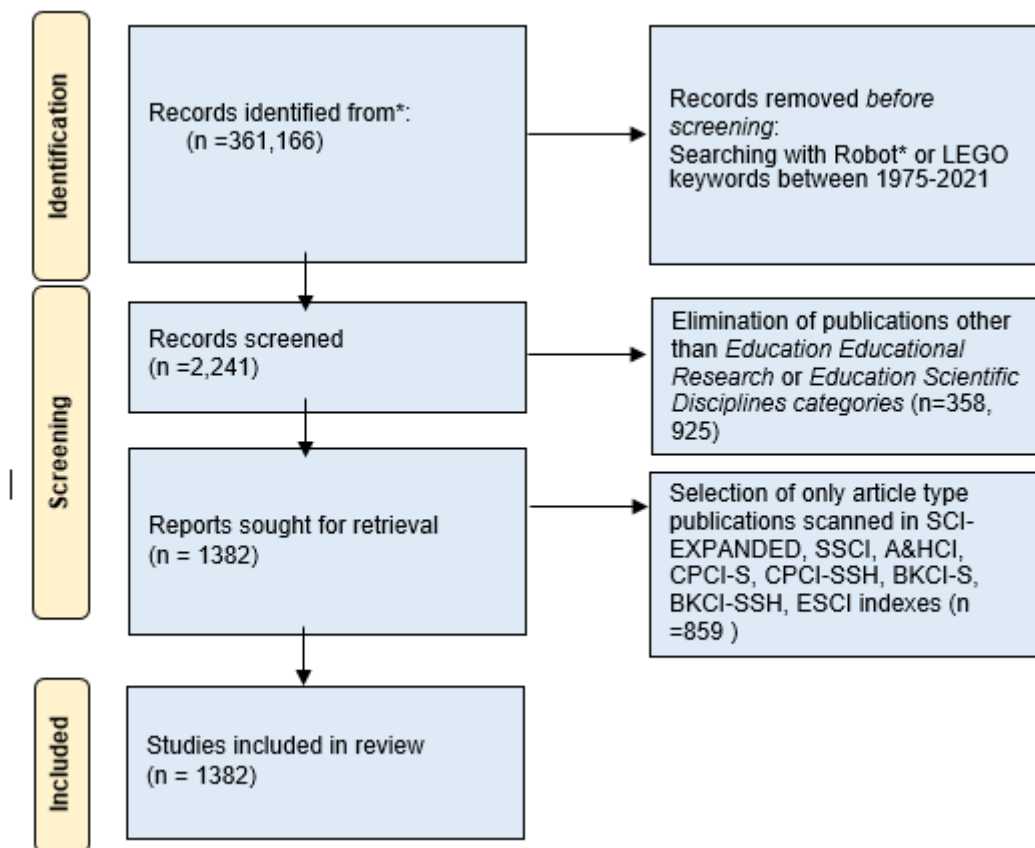 Identification
Records identified from*:
(n =361,166)
Records removed before
screening:
Searching with Robot* or LEGO
keywords between 1975-2021
Screening
Records screened
(n =2,241)
Elimination of publications other
than Education Educational
Research or Education Scientific
Disciplines categories (n=358,
925)
Reports sought for retrieval
(n = 1382)
Selection of only article type
publications scanned in SCI-
EXPANDED, SSCI, A&HCI,
CPCI-S, CPCI-SSH, BKCI-S,
BKCI-SSH, ESCI indexes (n
=859 )
Included
Studies included in review
(n = 1382)